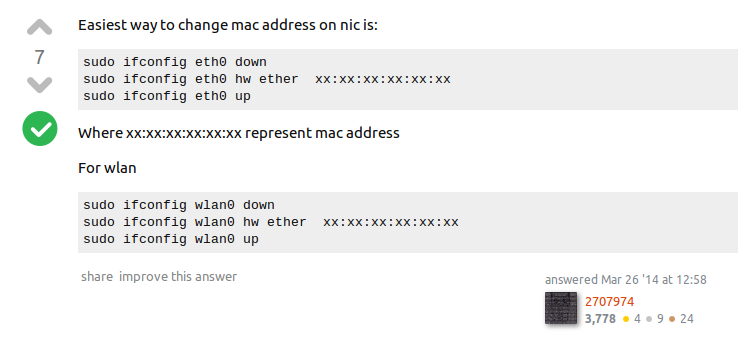 Easiest way to change mac address on nic is:
7
sudo ifconfig eth0 down
sudo ifconfig eth0 hw ether  xx:xx:xx:xx:xx:xx
sudo ifconfig eth0 up
Where xx:xx:xx:xx:xx:xx represent mac address
For wlan
sudo ifconfig wlan0 down
sudo ifconfig wlan0 hw ether  xx:xx:xx:xx:xx:xx
sudo ifconfig wlan0 up
share improve this answer
answered Mar 26 '14 at 12:58
2707974
3,778 ● 4 ● 9 ● 24